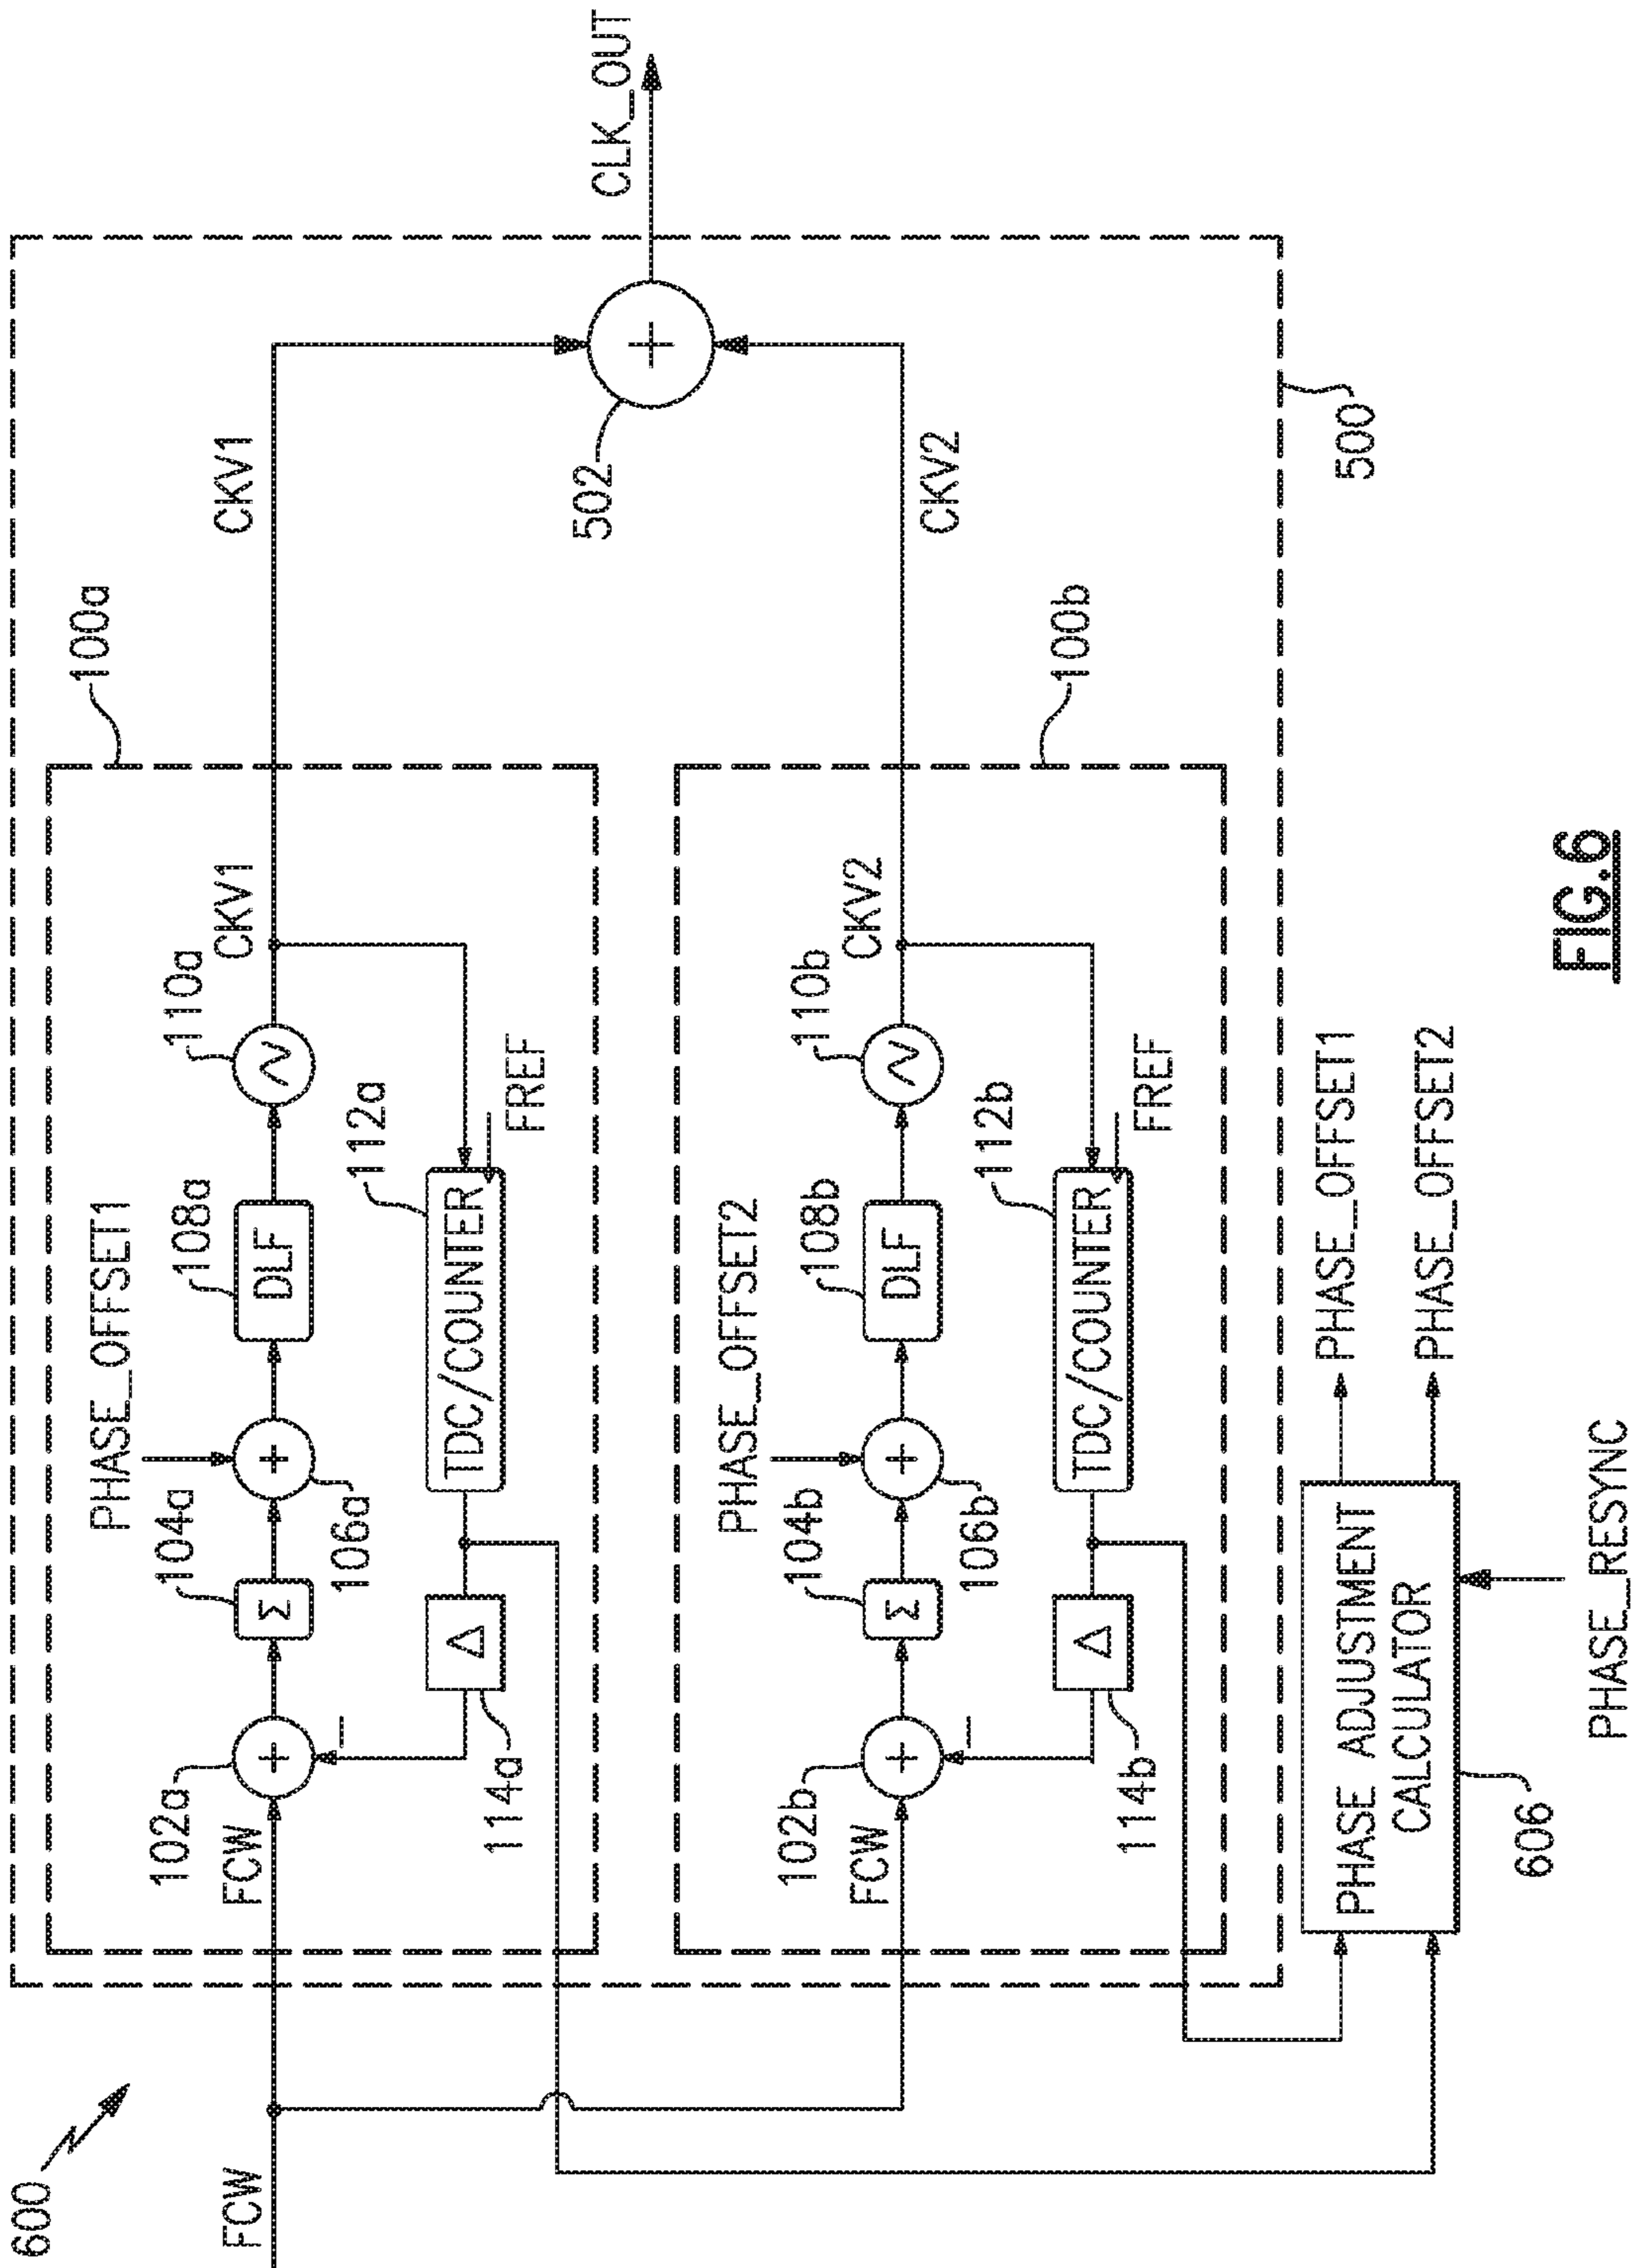 600
FCW
500
100a
PHASE_OFFSET1
102a
104a
108a
110a
FCW
+
Σ
+
DLF
CKV1
CKV1
106a
112a
−
114a
Δ
TDC/COUNTER
FREF
502
+
CLK_OUT
100b
PHASE_OFFSET2
102b
104b
108b
110b
FCW
+
Σ
+
DLF
CKV2
CKV2
106b
112b
−
114b
Δ
TDC/COUNTER
FREF
PHASE ADJUSTMENT
CALCULATOR
606
PHASE_OFFSET1
PHASE_OFFSET2
PHASE_RESYNC
FIG.6